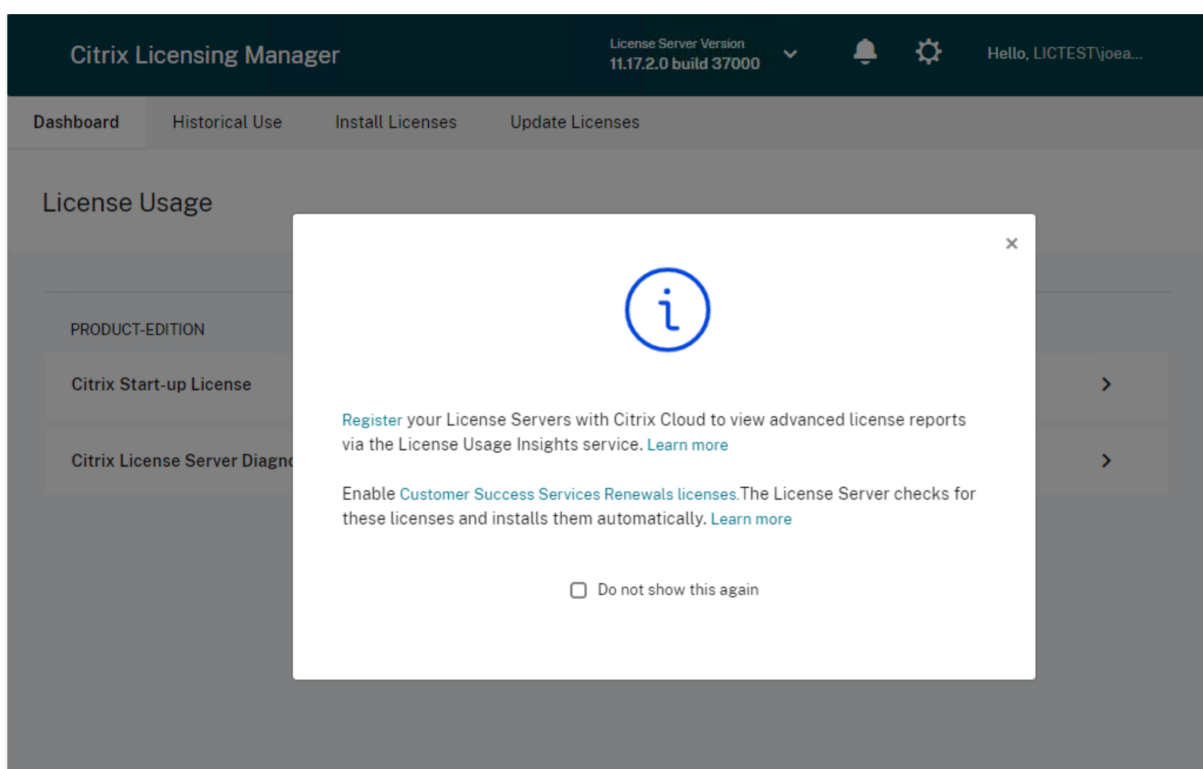 Citrix Licensing Manager
License Server Version
11.17.2.0 build 37000
Hello, LICTEST\joea...
Dashboard
Historical Use
Install Licenses
Update Licenses
License Usage
PRODUCT-EDITION
Citrix Start-up License
Citrix License Server
Register your License Servers with Citrix Cloud to view advanced license reports
via the License Usage Insights service. Learn more
Enable Customer Success Services Renewals licenses.The License Server checks for
these licenses and installs them automatically. Learn more
Do not show this again